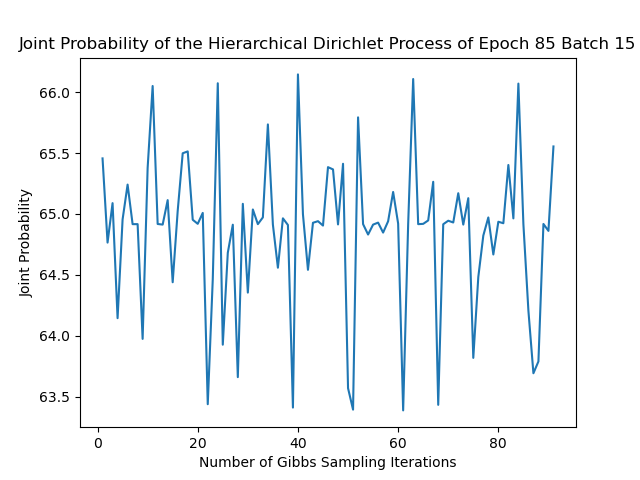 Joint Probability of the Hierarchical Dirichlet Process of Epoch 85 Batch 15
66.0
65.5
65.0
64.5
64.0
63.5
Joint Probability
0 20 40 60 80
Number of Gibbs Sampling Iterations